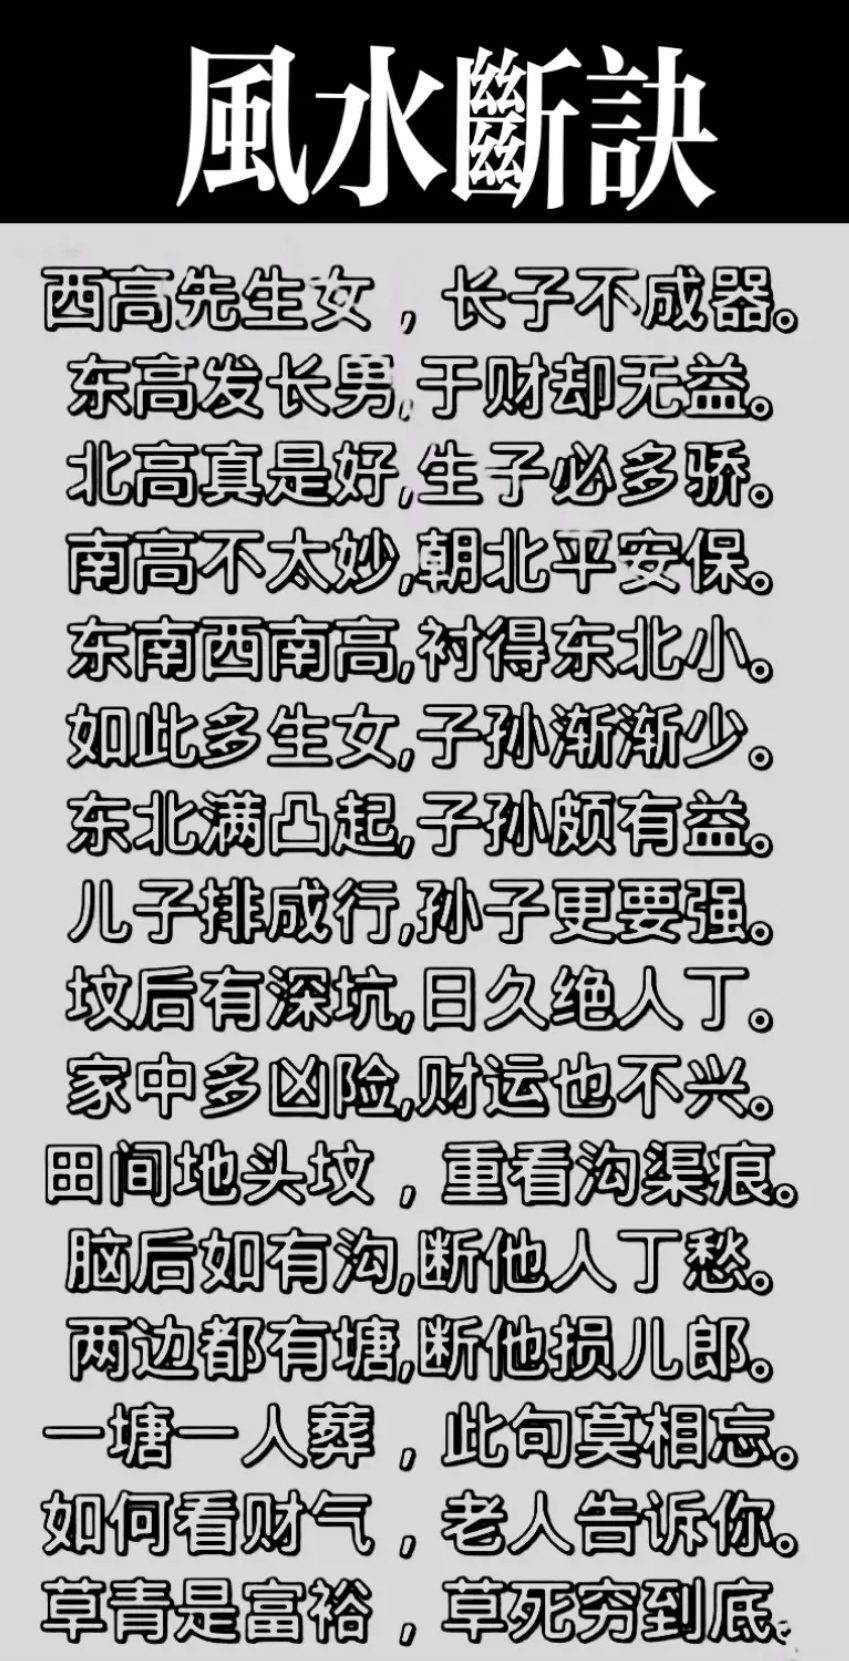 風水斷訣
西高先生女，长子不成器。
东高发长男,于财却无益。
北高真是好,生子必多骄。
南高不太妙,朝北平安保。
东南西南高,衬得东北小。
如此多生女,子孙渐渐少。
东北满凸起,子孙颇有益。
儿子排成行,孙子更要强。
坟后有深坑,日久绝人丁。
家中多凶险,财运也不兴。
田间地头坟，重看沟渠痕。
脑后如有沟,断他人丁愁。
两边都有塘,断他损儿郎。
一塘一人葬，此句莫相忘。
如何看财气，老人告诉你。
草青是富裕，草死穷到底。